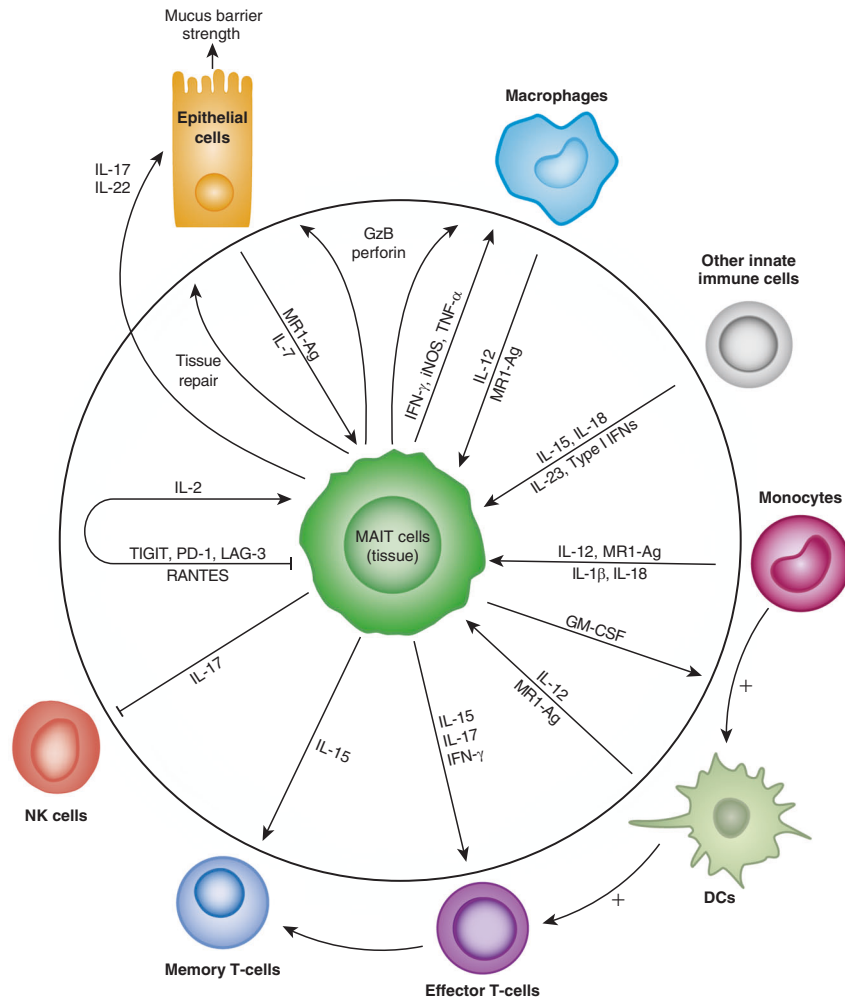 Mucus barrier
strength
Epithelial
cells
Macrophages
IL-17
IL-22
GzB
perforin
Other innate
immune cells
MR1-Ag
IL-7
IFN-γ, iNOS, TNF-α
IL-12
MR1-Ag
Tissue
repair
IL-15, IL-18
IL-23, Type I IFNs
IL-2
Monocytes
MAIT cells
(tissue)
TIGIT, PD-1, LAG-3
RANTES
IL-12, MR1-Ag
IL-1β, IL-18
GM-CSF
IL-17
IL-12
MR1-Ag
+
IL-15
IL-15
IL-17
IFN-γ
NK cells
DCs
+
Memory T-cells
Effector T-cells